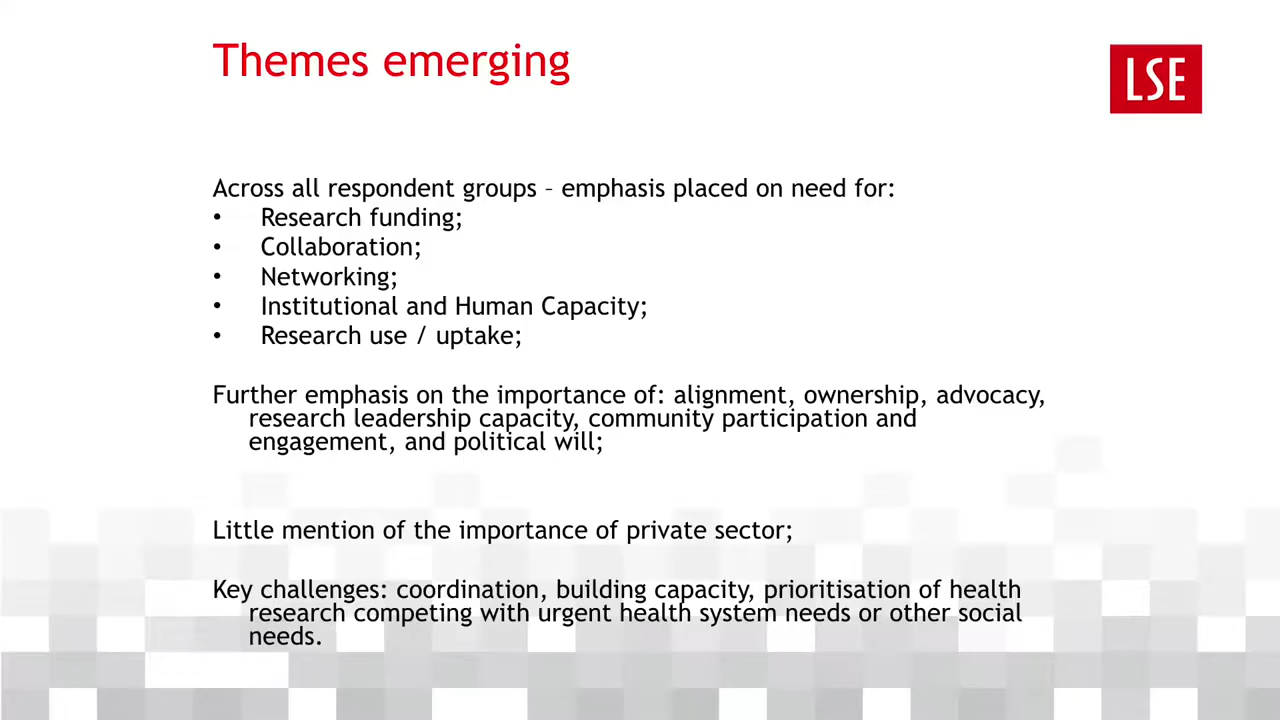 Themes emerging
LSE
Across all respondent groups – emphasis placed on need for:
• Research funding;
• Collaboration;
• Networking;
• Institutional and Human Capacity;
• Research use / uptake;
Further emphasis on the importance of: alignment, ownership, advocacy,
research leadership capacity, community participation and
engagement, and political will;
Little mention of the importance of private sector;
Key challenges: coordination, building capacity, prioritisation of health
research competing with urgent health system needs or other social
needs.